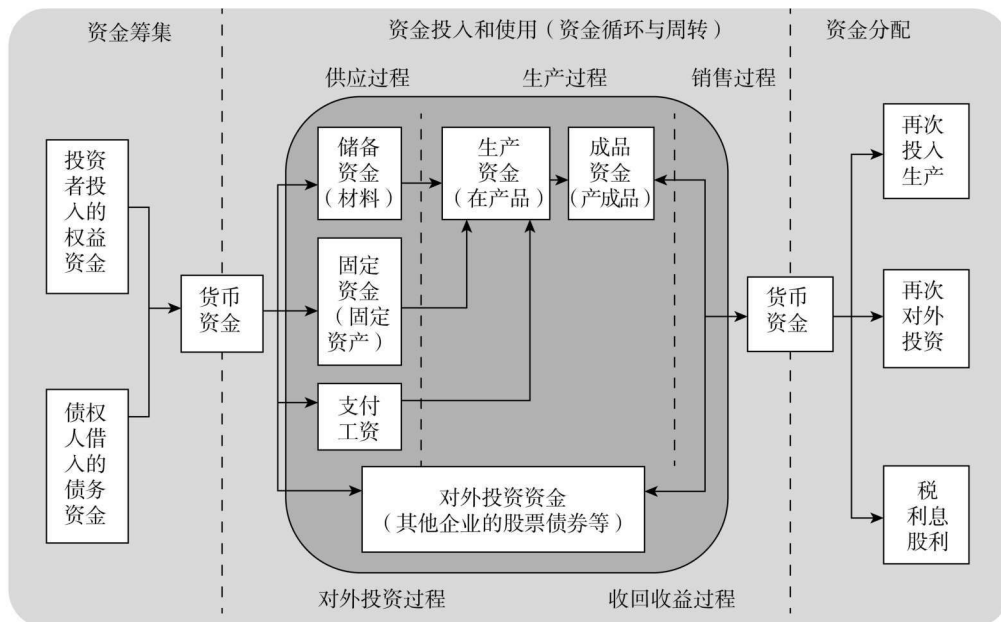 资金筹集
资金投入和使用（资金循环与周转）
资金分配
供应过程
生产过程
销售过程
投资
者投
入的
权益
资金
债权
人借
入的
债务
资金
货币
资金
储备
资金
（材料）
固定
资金
（固定
资产）
支付
工资
生产
资金
（在产品）
成品
资金
（产成品）
对外投资资金
（其他企业的股票债券等）
货币
资金
再次
投入
生产
再次
对外
投资
税
利息
股利
对外投资过程
收回收益过程